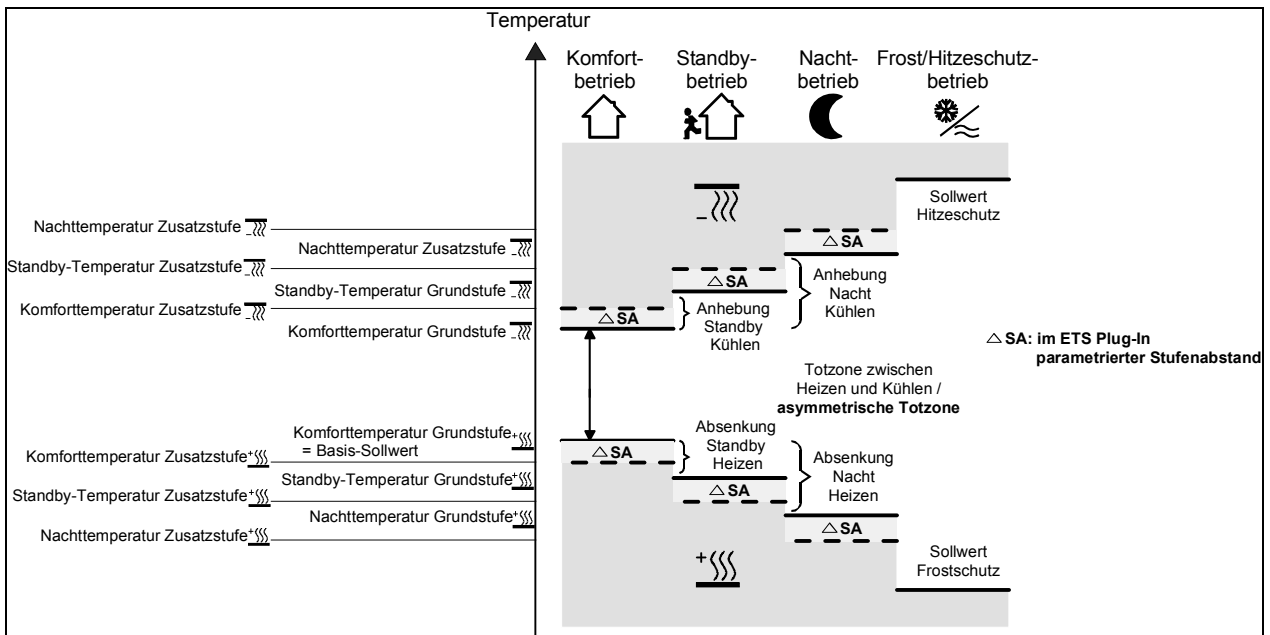 Temperatur
Komfort-
betrieb
Standby-
betrieb
Nacht-
betrieb
Frost/Hitzeschutz-
betrieb
Nachttemperatur Zusatzstufe
Nachttemperatur Zusatzstufe
Standby-Temperatur Zusatzstufe
Standby-Temperatur Grundstufe
Komforttemperatur Zusatzstufe
Komforttemperatur Grundstufe
Komforttemperatur Grundstufe
= Basis-Sollwert
Komforttemperatur Zusatzstufe
Standby-Temperatur Grundstufe
Standby-Temperatur Zusatzstufe
Nachttemperatur Grundstufe
Nachttemperatur Zusatzstufe
△ SA
△ SA
△ SA
Anhebung
Standby
Kühlen
Anhebung
Nacht
Kühlen
Sollwert
Hitzeschutz
△ SA: im ETS Plug-In
parametrierter Stufenabstand
Totzone zwischen
Heizen und Kühlen /
asymmetrische Totzone
△ SA
△ SA
△ SA
Absenkung
Standby
Heizen
Absenkung
Nacht
Heizen
Sollwert
Frostschutz